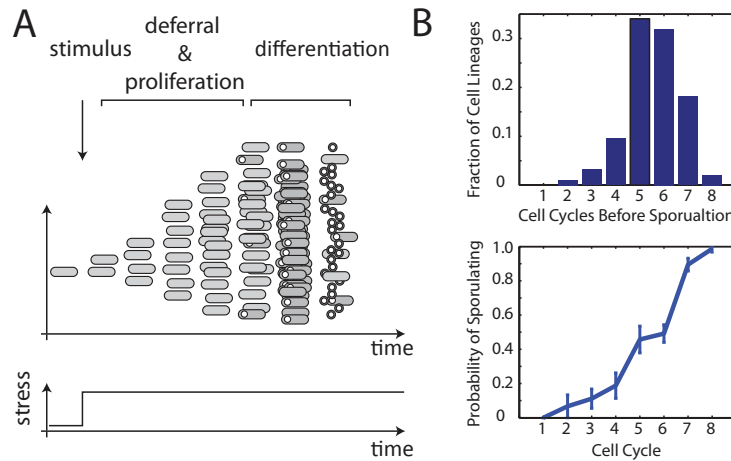 A
stimulus
deferral
&
proliferation
differentiation
time
stress
time
B
Fraction of Cell Lineages
0.3
0.2
0.1
0
1 2 3 4 5 6 7 8
Cell Cycles Before Sporualtion
Probability of Sporulating
1.0
0.8
0.6
0.4
0.2
0
1 2 3 4 5 6 7 8
Cell Cycle